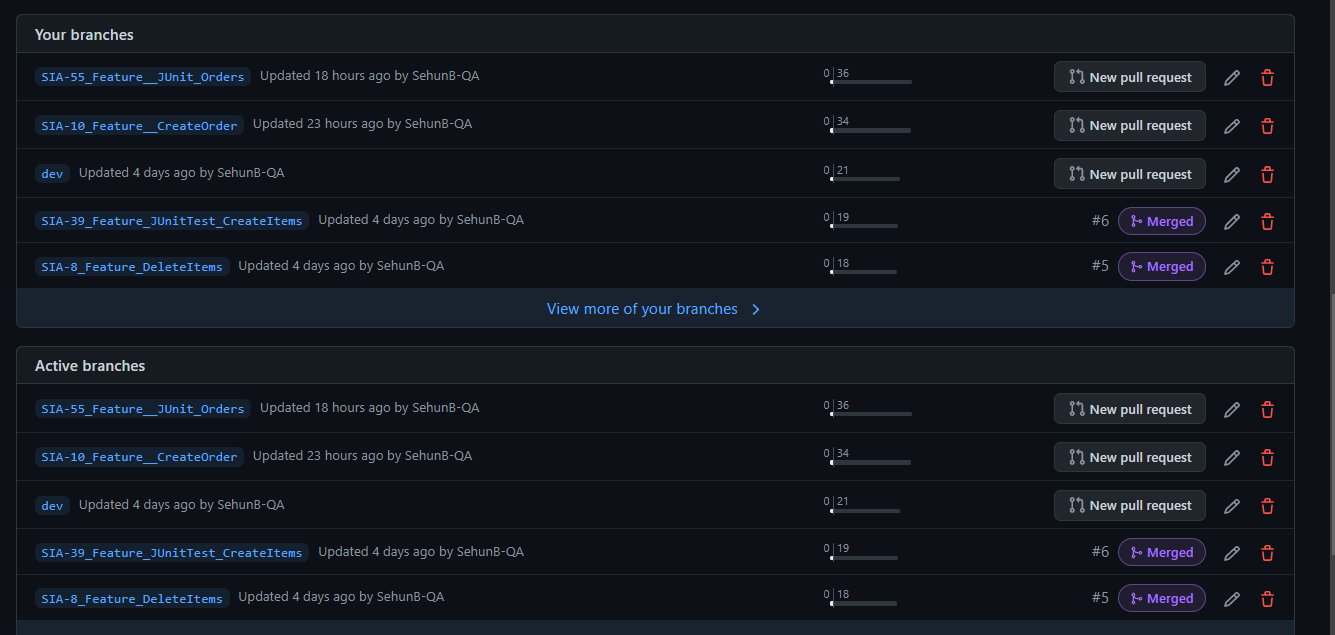 Your branches
SIA-55_Feature__JUnit_Orders Updated 18 hours ago by SehunB-QA 0 36 New pull request
SIA-10_Feature__CreateOrder Updated 23 hours ago by SehunB-QA 0 34 New pull request
dev Updated 4 days ago by SehunB-QA 0 21 New pull request
SIA-39_Feature_JUnitTest_CreateItems Updated 4 days ago by SehunB-QA 0 19 #6 Merged
SIA-8_Feature_DeleteItems Updated 4 days ago by SehunB-QA 0 18 #5 Merged
View more of your branches
Active branches
SIA-55_Feature__JUnit_Orders Updated 18 hours ago by SehunB-QA 0 36 New pull request
SIA-10_Feature__CreateOrder Updated 23 hours ago by SehunB-QA 0 34 New pull request
dev Updated 4 days ago by SehunB-QA 0 21 New pull request
SIA-39_Feature_JUnitTest_CreateItems Updated 4 days ago by SehunB-QA 0 19 #6 Merged
SIA-8_Feature_DeleteItems Updated 4 days ago by SehunB-QA 0 18 #5 Merged